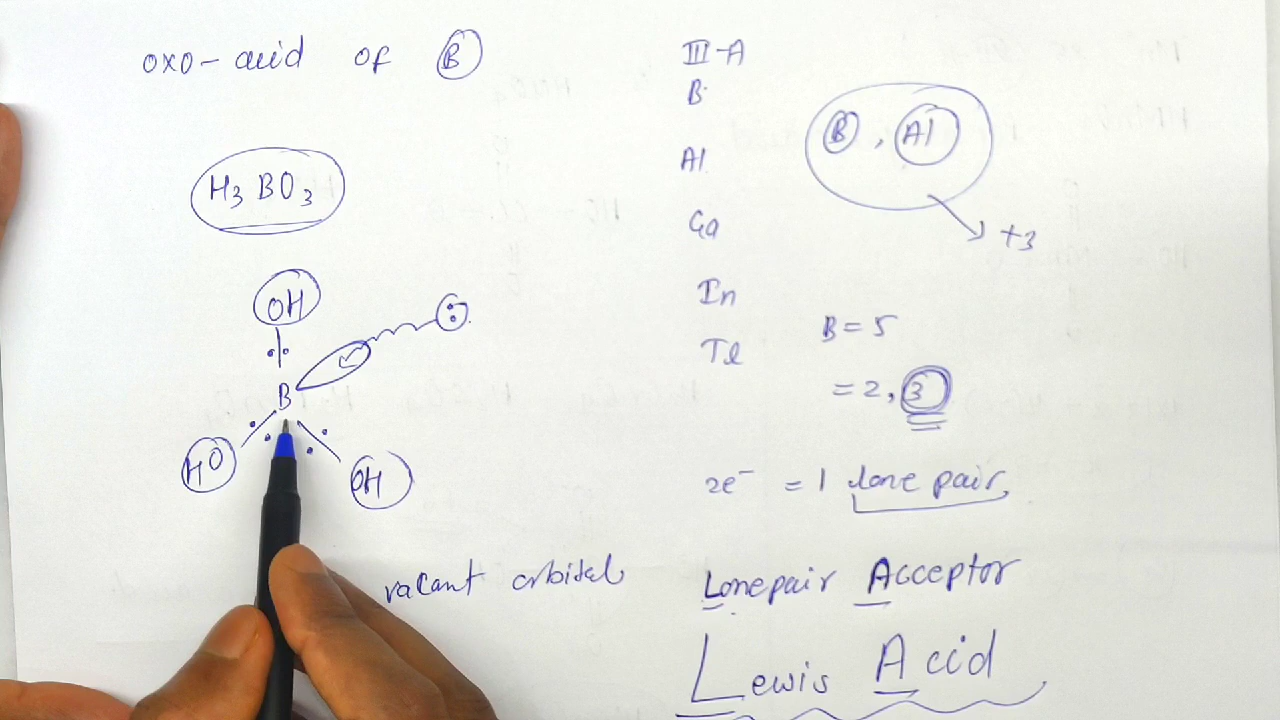 oxo-acid of B
H₃BO₃
OH
B
HO
OH
vacant orbitals
III-A
B
Al
Ga
In
Tl
B, Al
+3
B = 5
= 2, 3
2e⁻ = 1 lone pair
Lonepair Acceptor
Lewis Acid